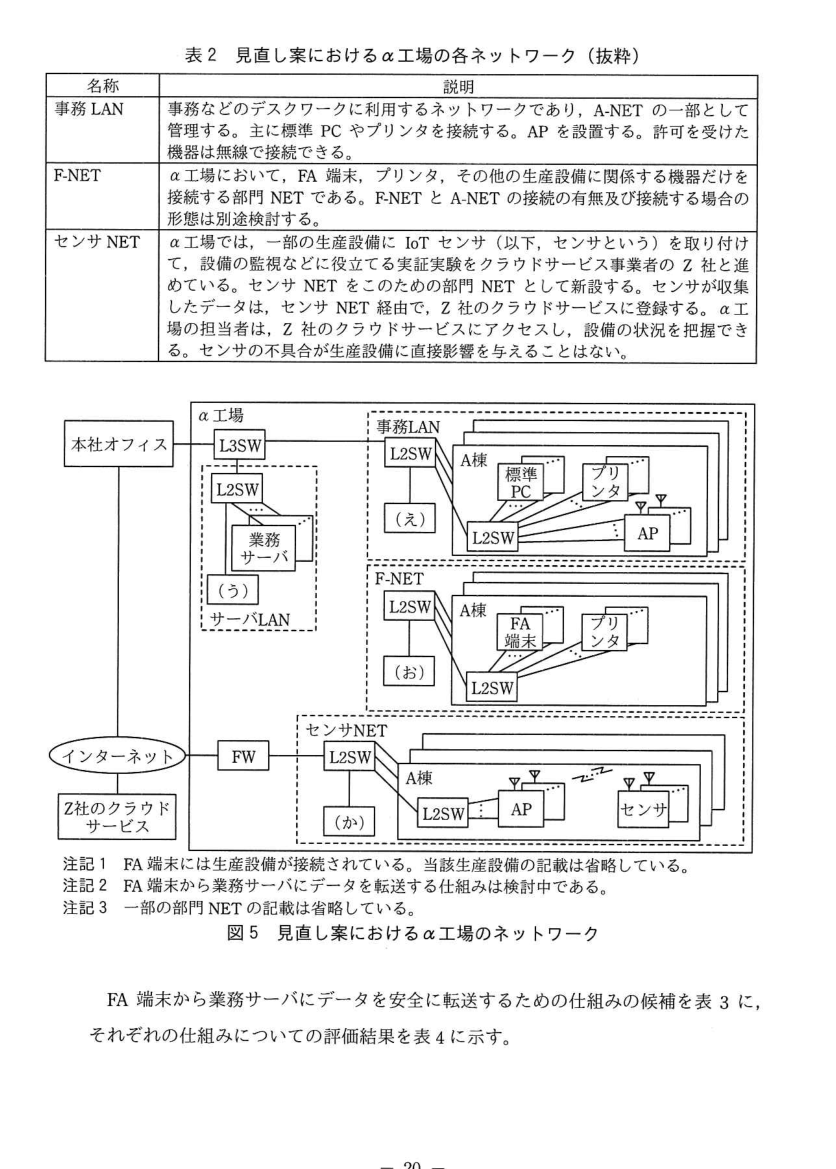 表2 見直し案におけるα工場の各ネットワーク（抜粋）
名称
説明
事務 LAN
事務などのデスクワークに利用するネットワークであり，A-NET の一部として
管理する。主に標準 PC やプリンタを接続する。AP を設置する。許可を受けた
機器は無線で接続できる。
F-NET
α工場において，FA 端末，プリンタ，その他の生産設備に関係する機器だけを
接続する部門 NET である。F-NET と A-NET の接続の有無及び接続する場合の
形態は別途検討する。
センサ NET
α工場では，一部の生産設備に IoT センサ（以下，センサという）を取り付け
て，設備の監視などに役立てる実証実験をクラウドサービス事業者の Z 社と進
めている。センサ NET をこのための部門 NET として新設する。センサが収集
したデータは，センサ NET 経由で，Z 社のクラウドサービスに登録する。α工
場の担当者は，Z 社のクラウドサービスにアクセスし，設備の状況を把握でき
る。センサの不具合が生産設備に直接影響を与えることはない。
α工場
本社オフィス
L3SW
L2SW
業務
サーバ
（う）
サーバLAN
事務LAN
L2SW
（え）
A棟
標準
PC
プリ
ンタ
L2SW
AP
F-NET
L2SW
（お）
A棟
FA
端末
プリ
ンタ
L2SW
センサNET
インターネット
FW
L2SW
（か）
A棟
L2SW
AP
センサ
Z社のクラウド
サービス
注記1 FA 端末には生産設備が接続されている。当該生産設備の記載は省略している。
注記2 FA 端末から業務サーバにデータを転送する仕組みは検討中である。
注記3 一部の部門 NET の記載は省略している。
図5 見直し案におけるα工場のネットワーク
FA 端末から業務サーバにデータを安全に転送するための仕組みの候補を表 3 に，
それぞれの仕組みについての評価結果を表 4 に示す。
― 20 ―